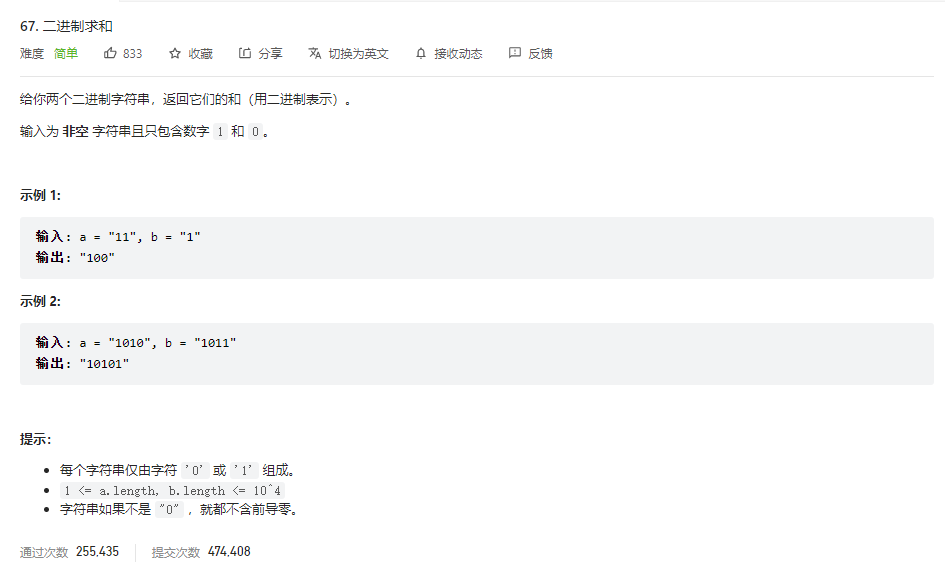 67. 二进制求和
难度 简单 833 收藏 分享 切换为英文 接收动态 反馈
给你两个二进制字符串，返回它们的和（用二进制表示）。
输入为 非空 字符串且只包含数字 1 和 0。
示例 1:
输入: a = "11", b = "1"
输出: "100"
示例 2:
输入: a = "1010", b = "1011"
输出: "10101"
提示：
每个字符串仅由字符 '0' 或 '1' 组成。
1 <= a.length, b.length <= 10^4
字符串如果不是 "0" ，就都不含前导零。
通过次数 255,435 提交次数 474,408